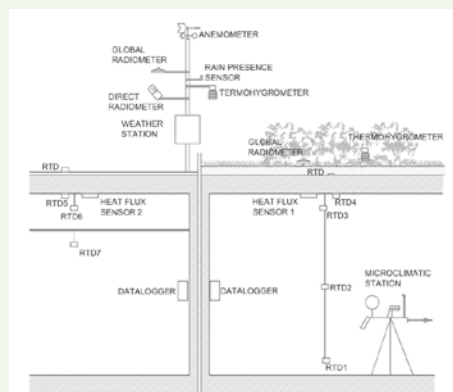 ANEMOMETER
GLOBAL
RADIOMETER
RAIN PRESENCE
SENSOR
DIRECT
RADIOMETER
TERMOHYGROMETER
WEATHER
STATION
GLOBAL
RADIOMETER
THERMOHYGROMETER
RTD
RTD
RTD5
RTD6
HEAT FLUX
SENSOR 2
HEAT FLUX
SENSOR 1
RTD4
RTD3
RTD7
DATALOGGER
DATALOGGER
RTD2
MICROCLIMATIC
STATION
RTD1